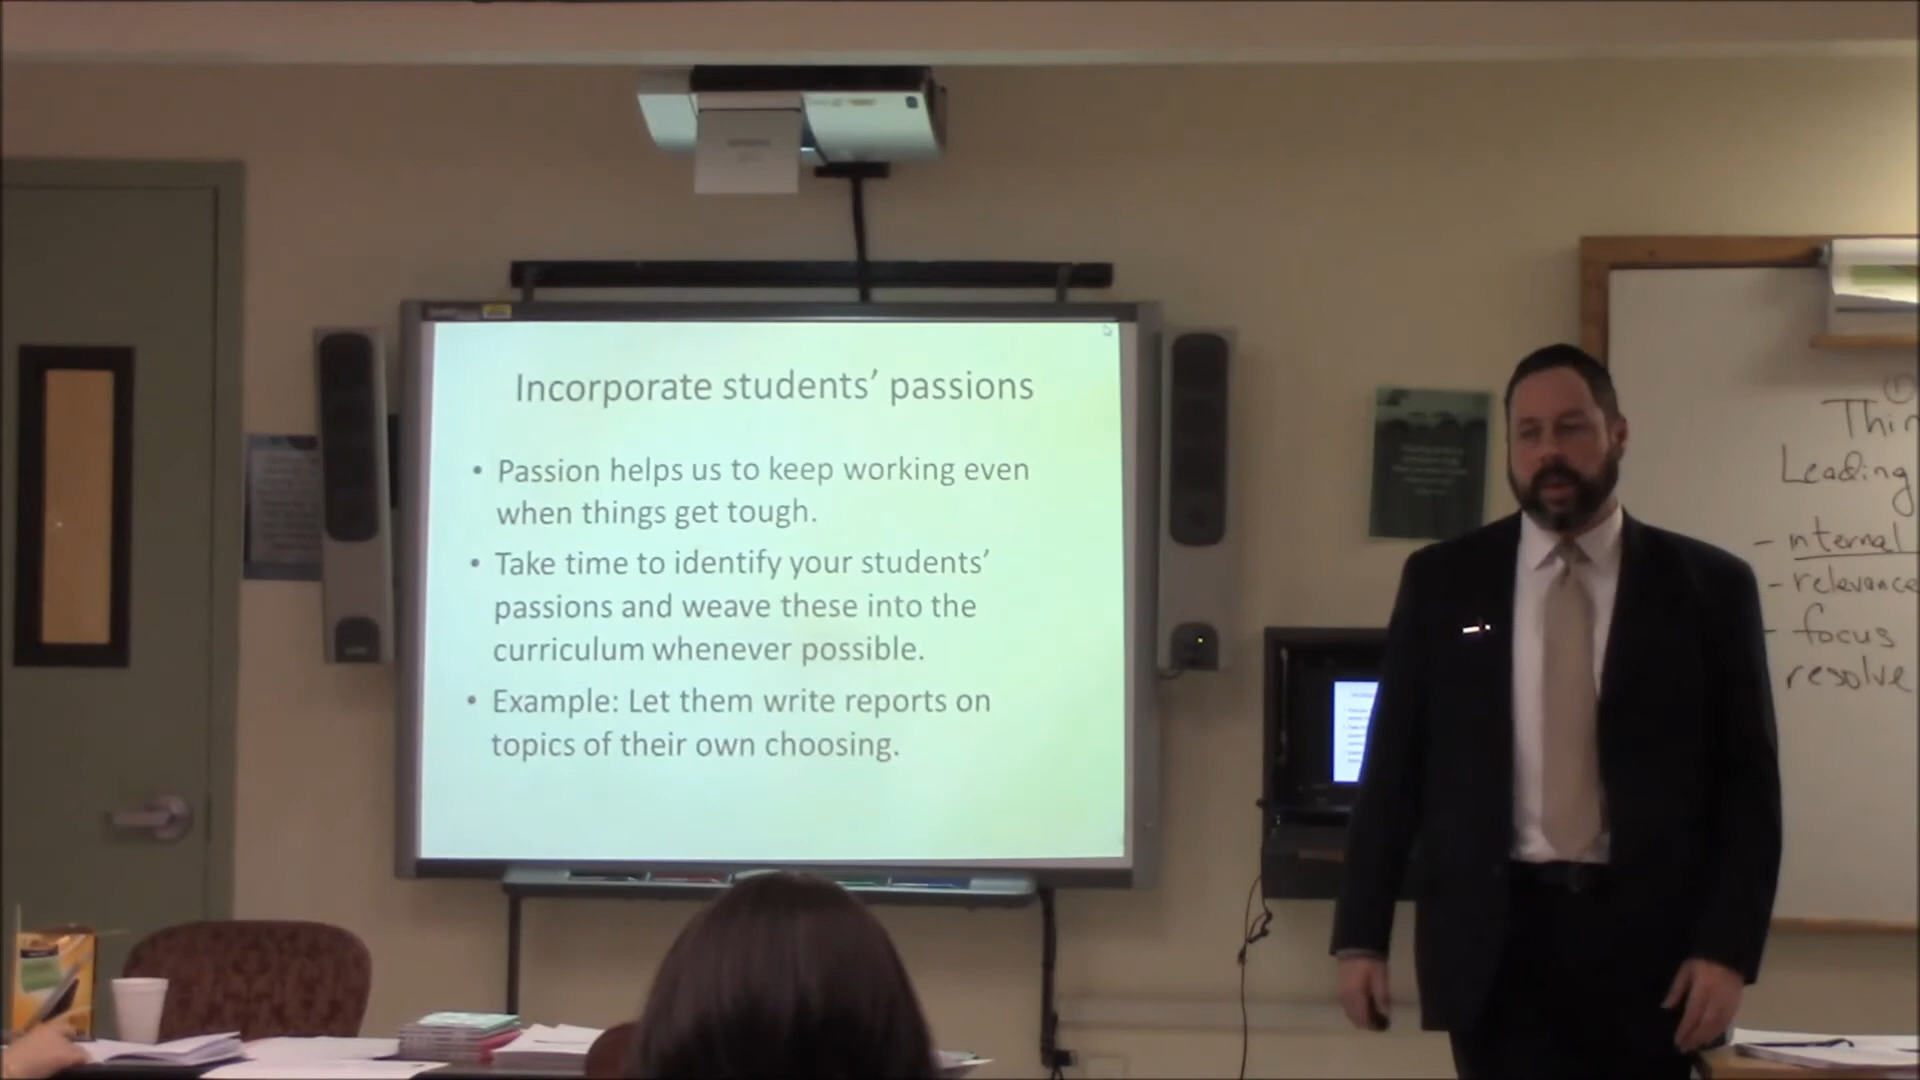 Incorporate students’ passions
• Passion helps us to keep working even
when things get tough.
• Take time to identify your students’
passions and weave these into the
curriculum whenever possible.
• Example: Let them write reports on
topics of their own choosing.
Leading
- internal
- relevance
- focus
resolve